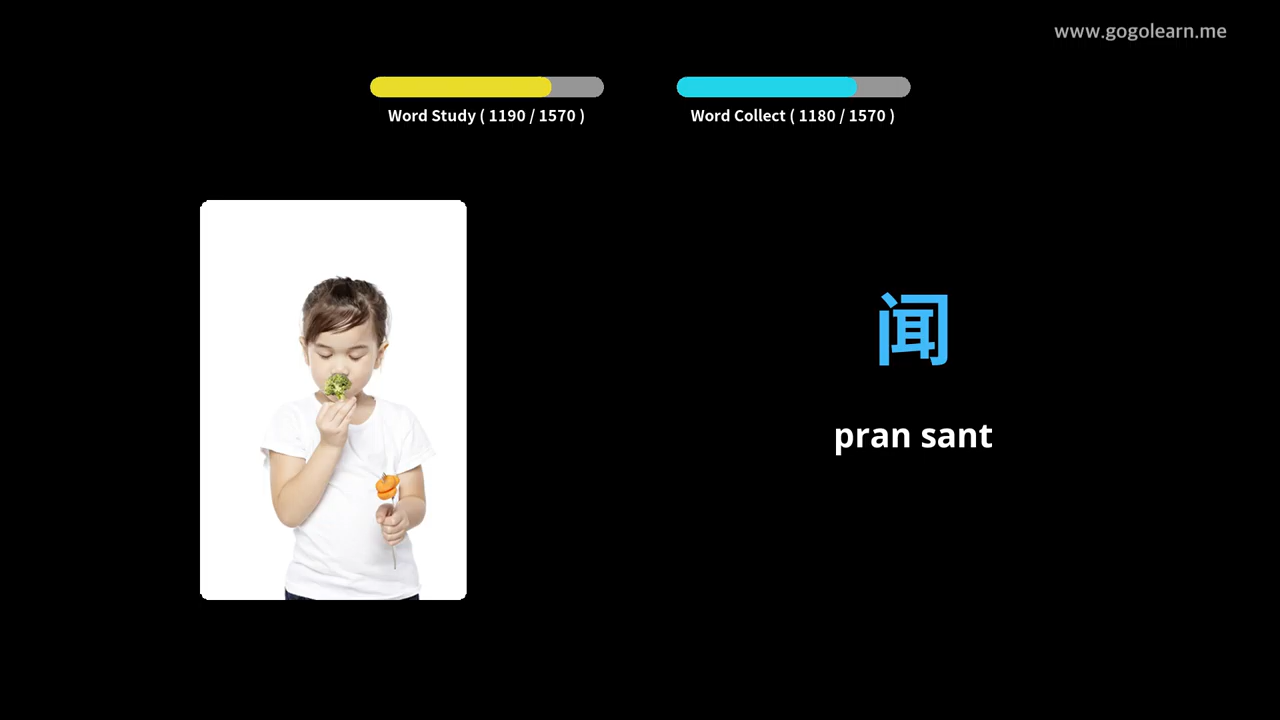 www.gogolearn.me
Word Study ( 1190 / 1570 )
Word Collect ( 1180 / 1570 )
闻
pran sant